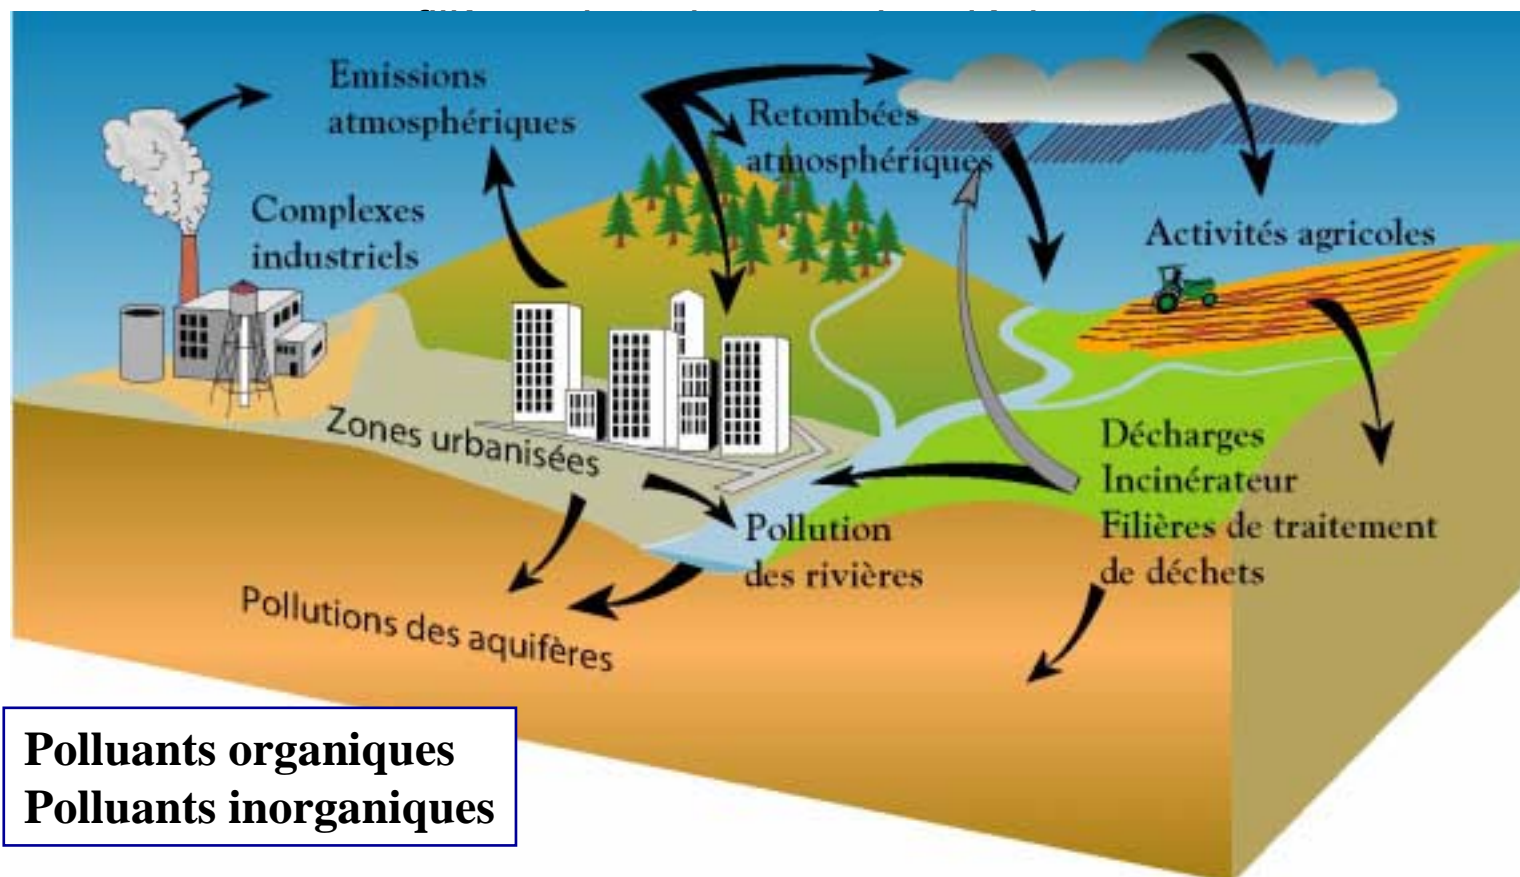 Emissions
atmosphériques
Retombées
atmosphériques
Complexes
industriels
Activités agricoles
Zones urbanisées
Décharges
Incinérateur
Filières de traitement
de déchets
Pollution
des rivières
Pollutions des aquifères
Polluants organiques
Polluants inorganiques